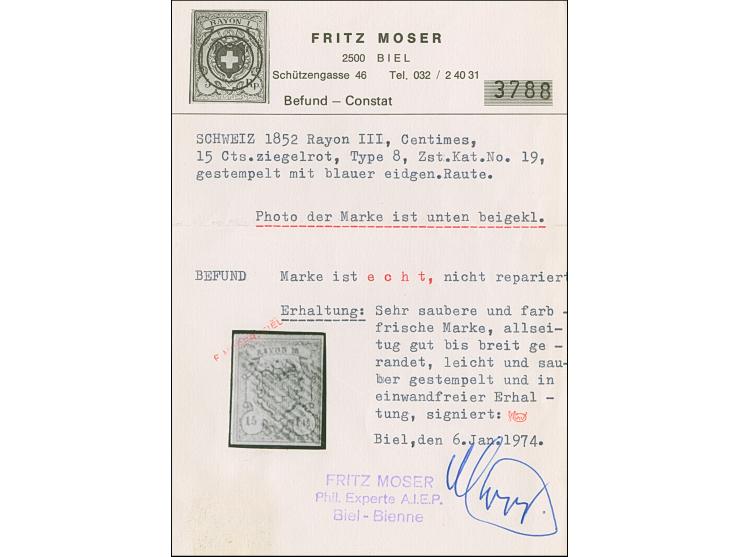 RAYON I
5 Rp.
FRITZ MOSER
2500 BIEL
Schützengasse 46 Tel. 032 / 2 40 31
Befund – Constat
3788
SCHWEIZ 1852 Rayon III, Centimes,
15 Cts.ziegelrot, Type 8, Zst.Kat.No. 19,
gestempelt mit blauer eidgen.Raute.
Photo der Marke ist unten beigekl.
BEFUND Marke ist e c h t, nicht repariert
Erhaltung: Sehr saubere und farb -
frische Marke, allsei-
tug gut bis breit ge-
randet, leicht und sau-
ber gestempelt und in
einwandfreier Erhal -
tung, signiert:
Biel,den 6.Jan.1974.
RAYON III
15
FRITZ MOSER
Phil. Experte A.I.E.P.
Biel - Bienne